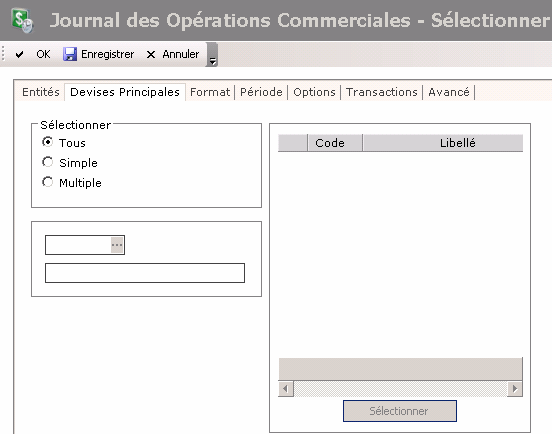 Journal des Opérations Commerciales - Sélectionner
OK Enregistrer Annuler
Entités Devises Principales Format Période Options Transactions Avancé
Sélectionner
Tous
Simple
Multiple
Code Libellé
...
Sélectionner